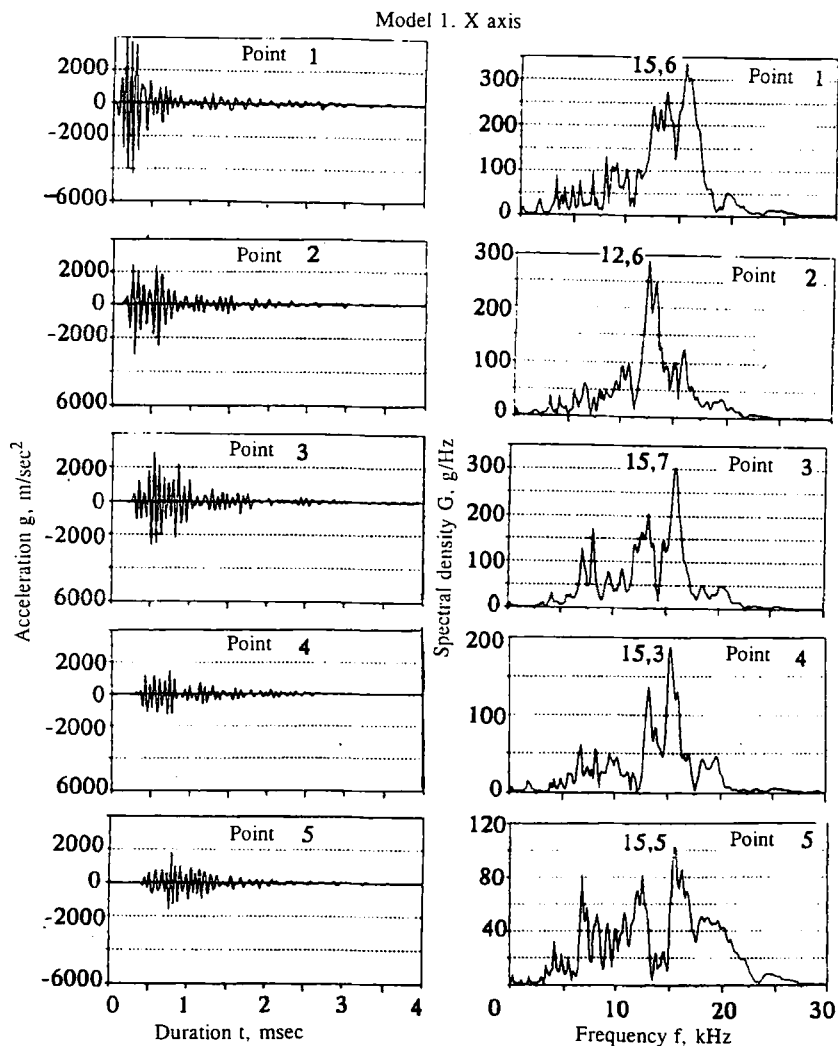 Model 1. X axis
Acceleration g, m/sec²
2000
0
-2000
-6000
Point 1
2000
0
-2000
6000
Point 2
2000
0
-2000
6000
Point 3
2000
0
-2000
6000
Point 4
2000
0
-2000
-6000
Point 5
0 1 2 3 4
Duration t, msec
Spectral density G, g/Hz
300
200
100
0
15,6
Point 1
300
200
100
0
12,6
Point 2
300
200
100
0
15,7
Point 3
200
100
0
15,3
Point 4
120
80
40
15,5
Point 5
0 10 20 30
Frequency f, kHz